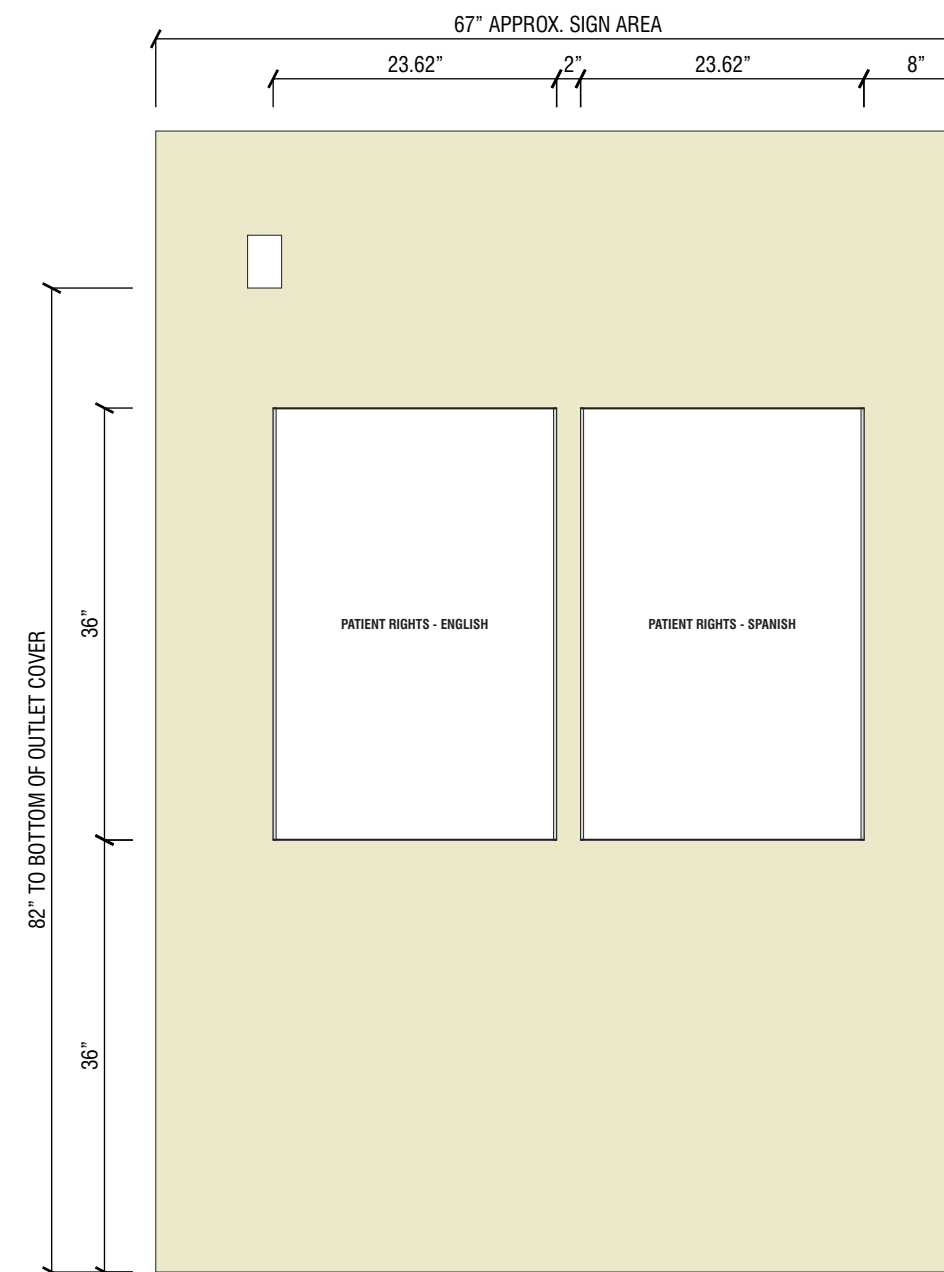 67” APPROX. SIGN AREA
23.62”
2”
23.62”
8”
82” TO BOTTOM OF OUTLET COVER
36”
36”
PATIENT RIGHTS - ENGLISH
PATIENT RIGHTS - SPANISH